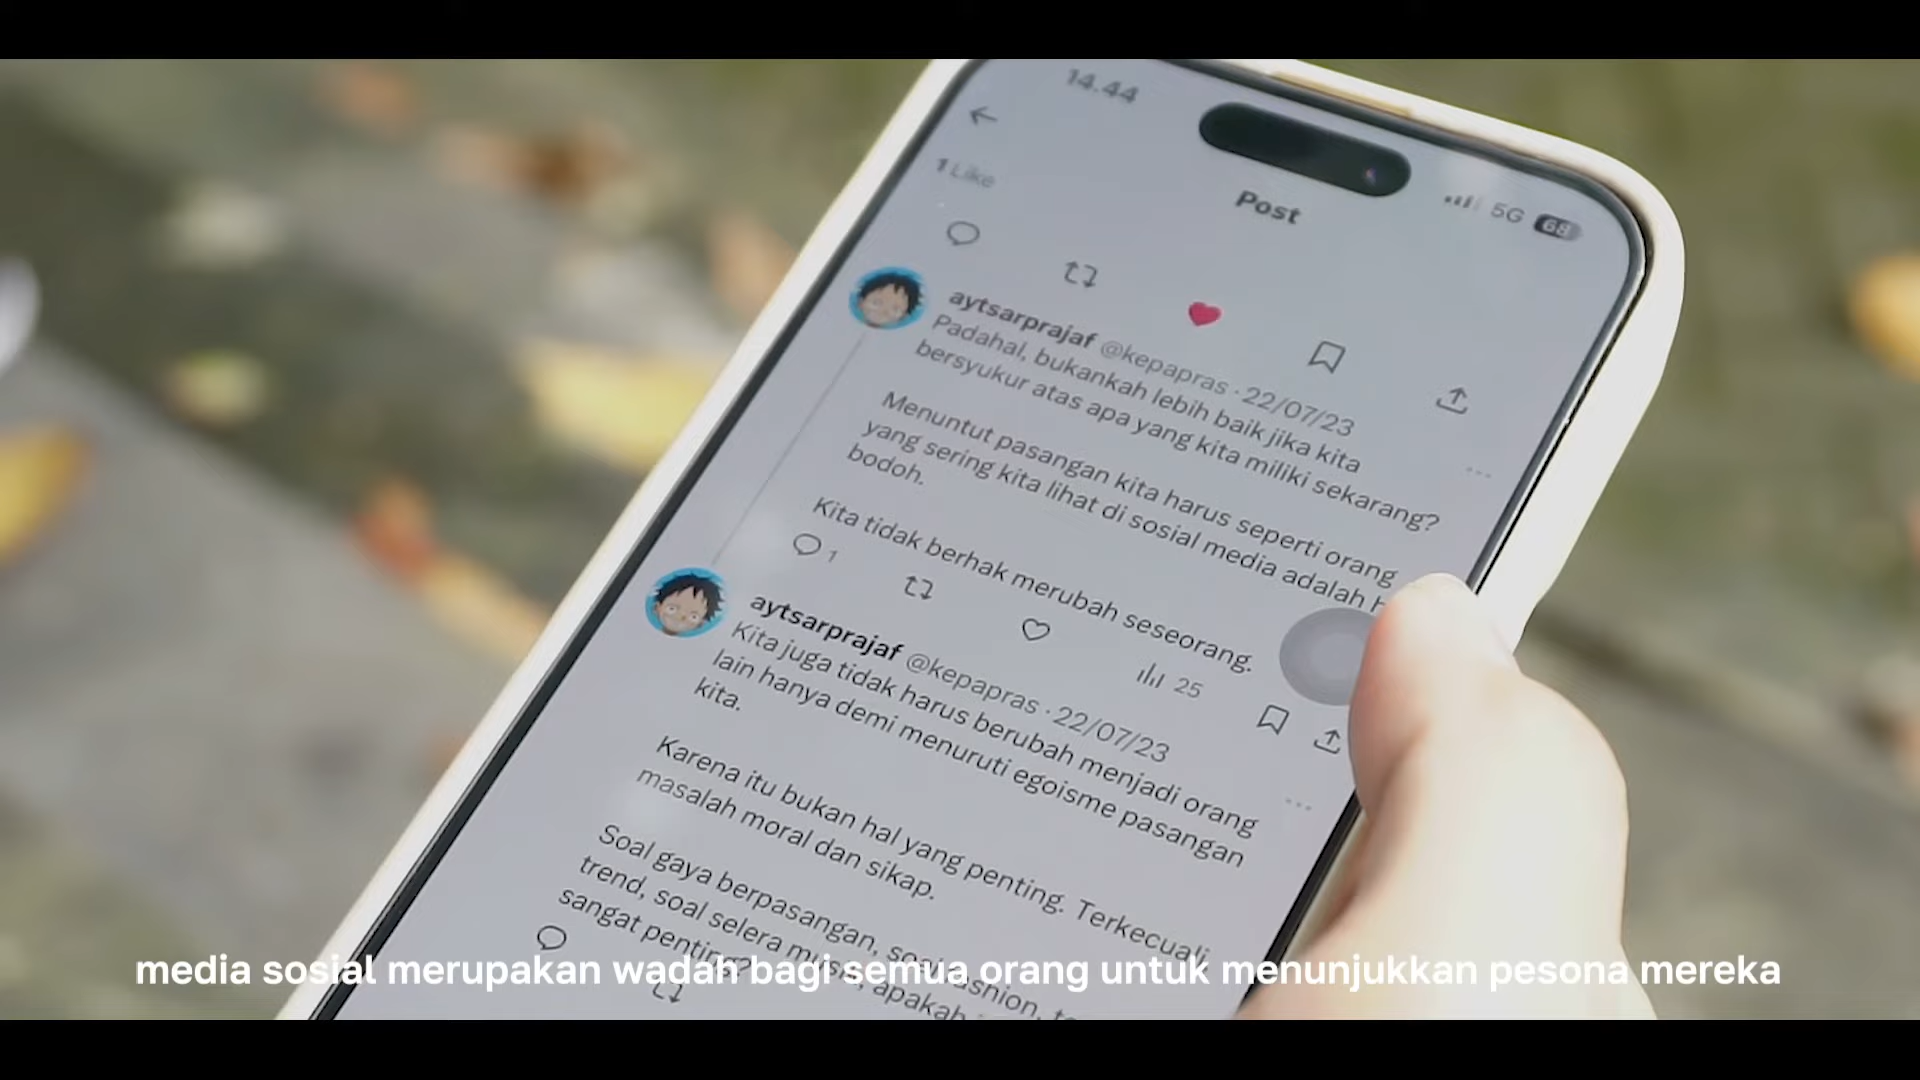 14.44
5G 68
Post
1 Like
aytsarprajaf @kepapras · 22/07/23
Padahal, bukankah lebih baik jika kita
bersyukur atas apa yang kita miliki sekarang?
Menuntut pasangan kita harus seperti orang
yang sering kita lihat di sosial media adalah
bodoh.
Kita tidak berhak merubah seseorang.
1
25
aytsarprajaf @kepapras · 22/07/23
Kita juga tidak harus berubah menjadi orang
lain hanya demi menuruti egoisme pasangan
kita.
Karena itu bukan hal yang penting. Terkecuali
masalah moral dan sikap.
Soal gaya berpasangan,
trend, soal selera
sangat penting?
apakah
media sosial merupakan wadah bagi semua orang untuk menunjukkan pesona mereka